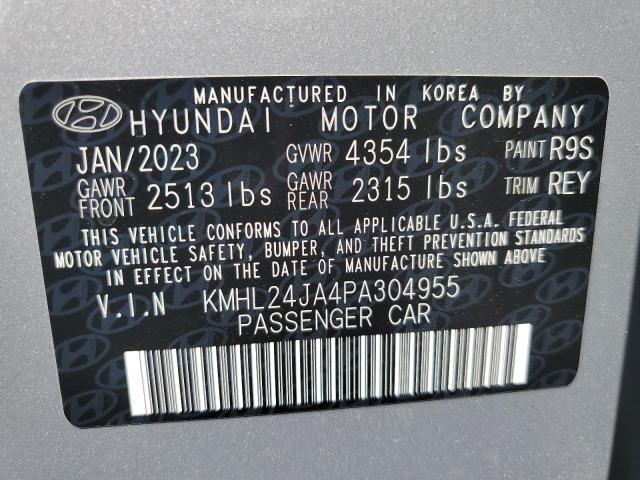 MANUFACTURED IN KOREA BY
HYUNDAI MOTOR COMPANY
JAN/2023 GVWR 4354 lbs PAINT R9S
GAWR FRONT 2513 lbs GAWR REAR 2315 lbs TRIM REY
THIS VEHICLE CONFORMS TO ALL APPLICABLE U.S.A. FEDERAL
MOTOR VEHICLE SAFETY, BUMPER, AND THEFT PREVENTION STANDARDS
IN EFFECT ON THE DATE OF MANUFACTURE SHOWN ABOVE
V.I.N KMHL24JA4PA304955
PASSENGER CAR